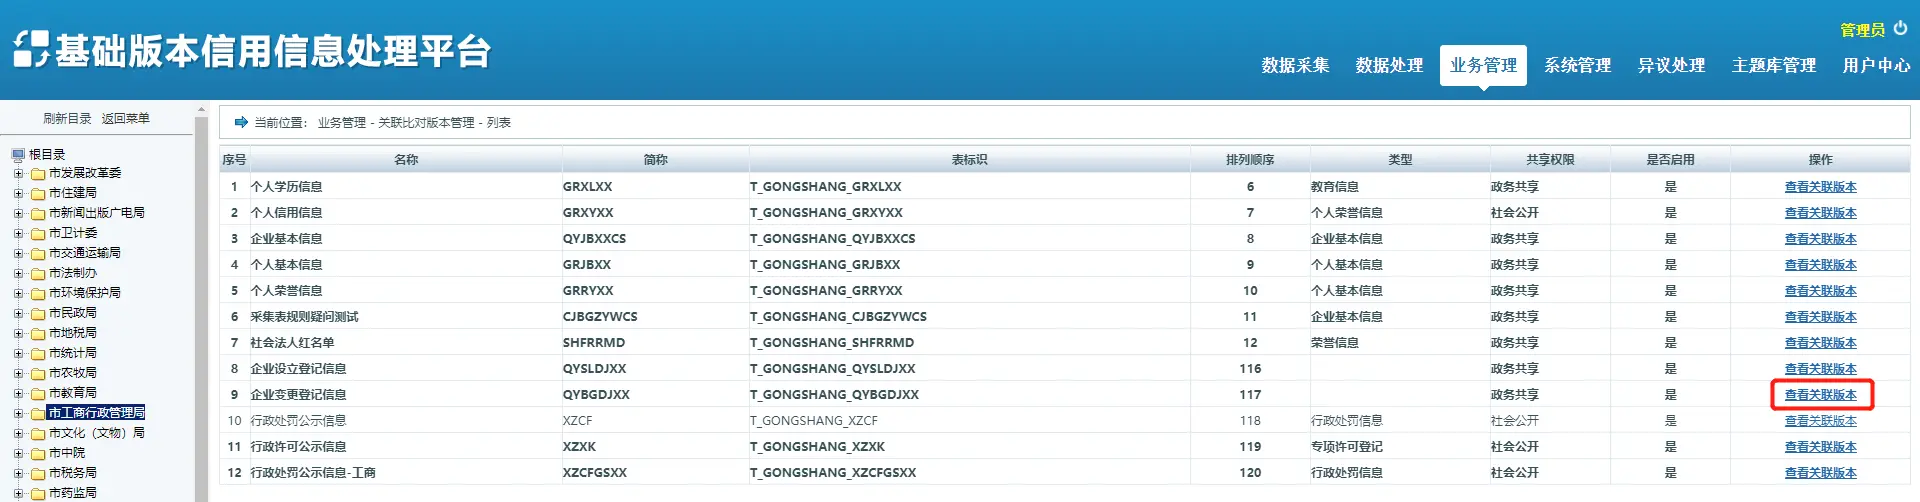 基础版本信用信息处理平台
管理员
数据采集 数据处理 业务管理 系统管理 异议处理 主题库管理 用户中心
刷新目录 返回菜单
根目录
市发展改革委
市住建局
市新闻出版广电局
市卫计委
市交通运输局
市法制办
市环境保护局
市民政局
市地税局
市统计局
市农牧局
市教育局
市工商行政管理局
市文化（文物）局
市中院
市税务局
市药监局
当前位置： 业务管理 - 关联比对版本管理 - 列表
序号 名称 简称 表标识 排列顺序 类型 共享权限 是否启用 操作
1 个人学历信息 GRXLXX T_GONGSHANG_GRXLXX 6 教育信息 政务共享 是 查看关联版本
2 个人信用信息 GRXYXX T_GONGSHANG_GRXYXX 7 个人荣誉信息 社会公开 是 查看关联版本
3 企业基本信息 QYJBXXCS T_GONGSHANG_QYJBXXCS 8 企业基本信息 政务共享 是 查看关联版本
4 个人基本信息 GRJBXX T_GONGSHANG_GRJBXX 9 个人基本信息 政务共享 是 查看关联版本
5 个人荣誉信息 GRRYXX T_GONGSHANG_GRRYXX 10 个人基本信息 政务共享 是 查看关联版本
6 采集表规则疑问测试 CJBGZYWCS T_GONGSHANG_CJBGZYWCS 11 企业基本信息 政务共享 是 查看关联版本
7 社会法人红名单 SHFRRMD T_GONGSHANG_SHFRRMD 12 荣誉信息 政务共享 是 查看关联版本
8 企业设立登记信息 QYSLDJXX T_GONGSHANG_QYSLDJXX 116 政务共享 是 查看关联版本
9 企业变更登记信息 QYBGDJXX T_GONGSHANG_QYBGDJXX 117 政务共享 是 查看关联版本
10 行政处罚公示信息 XZCF T_GONGSHANG_XZCF 118 行政处罚信息 社会公开 是 查看关联版本
11 行政许可公示信息 XZXK T_GONGSHANG_XZXK 119 专项许可登记 社会公开 是 查看关联版本
12 行政处罚公示信息-工商 XZCFGSXX T_GONGSHANG_XZCFGSXX 120 行政处罚信息 社会公开 是 查看关联版本